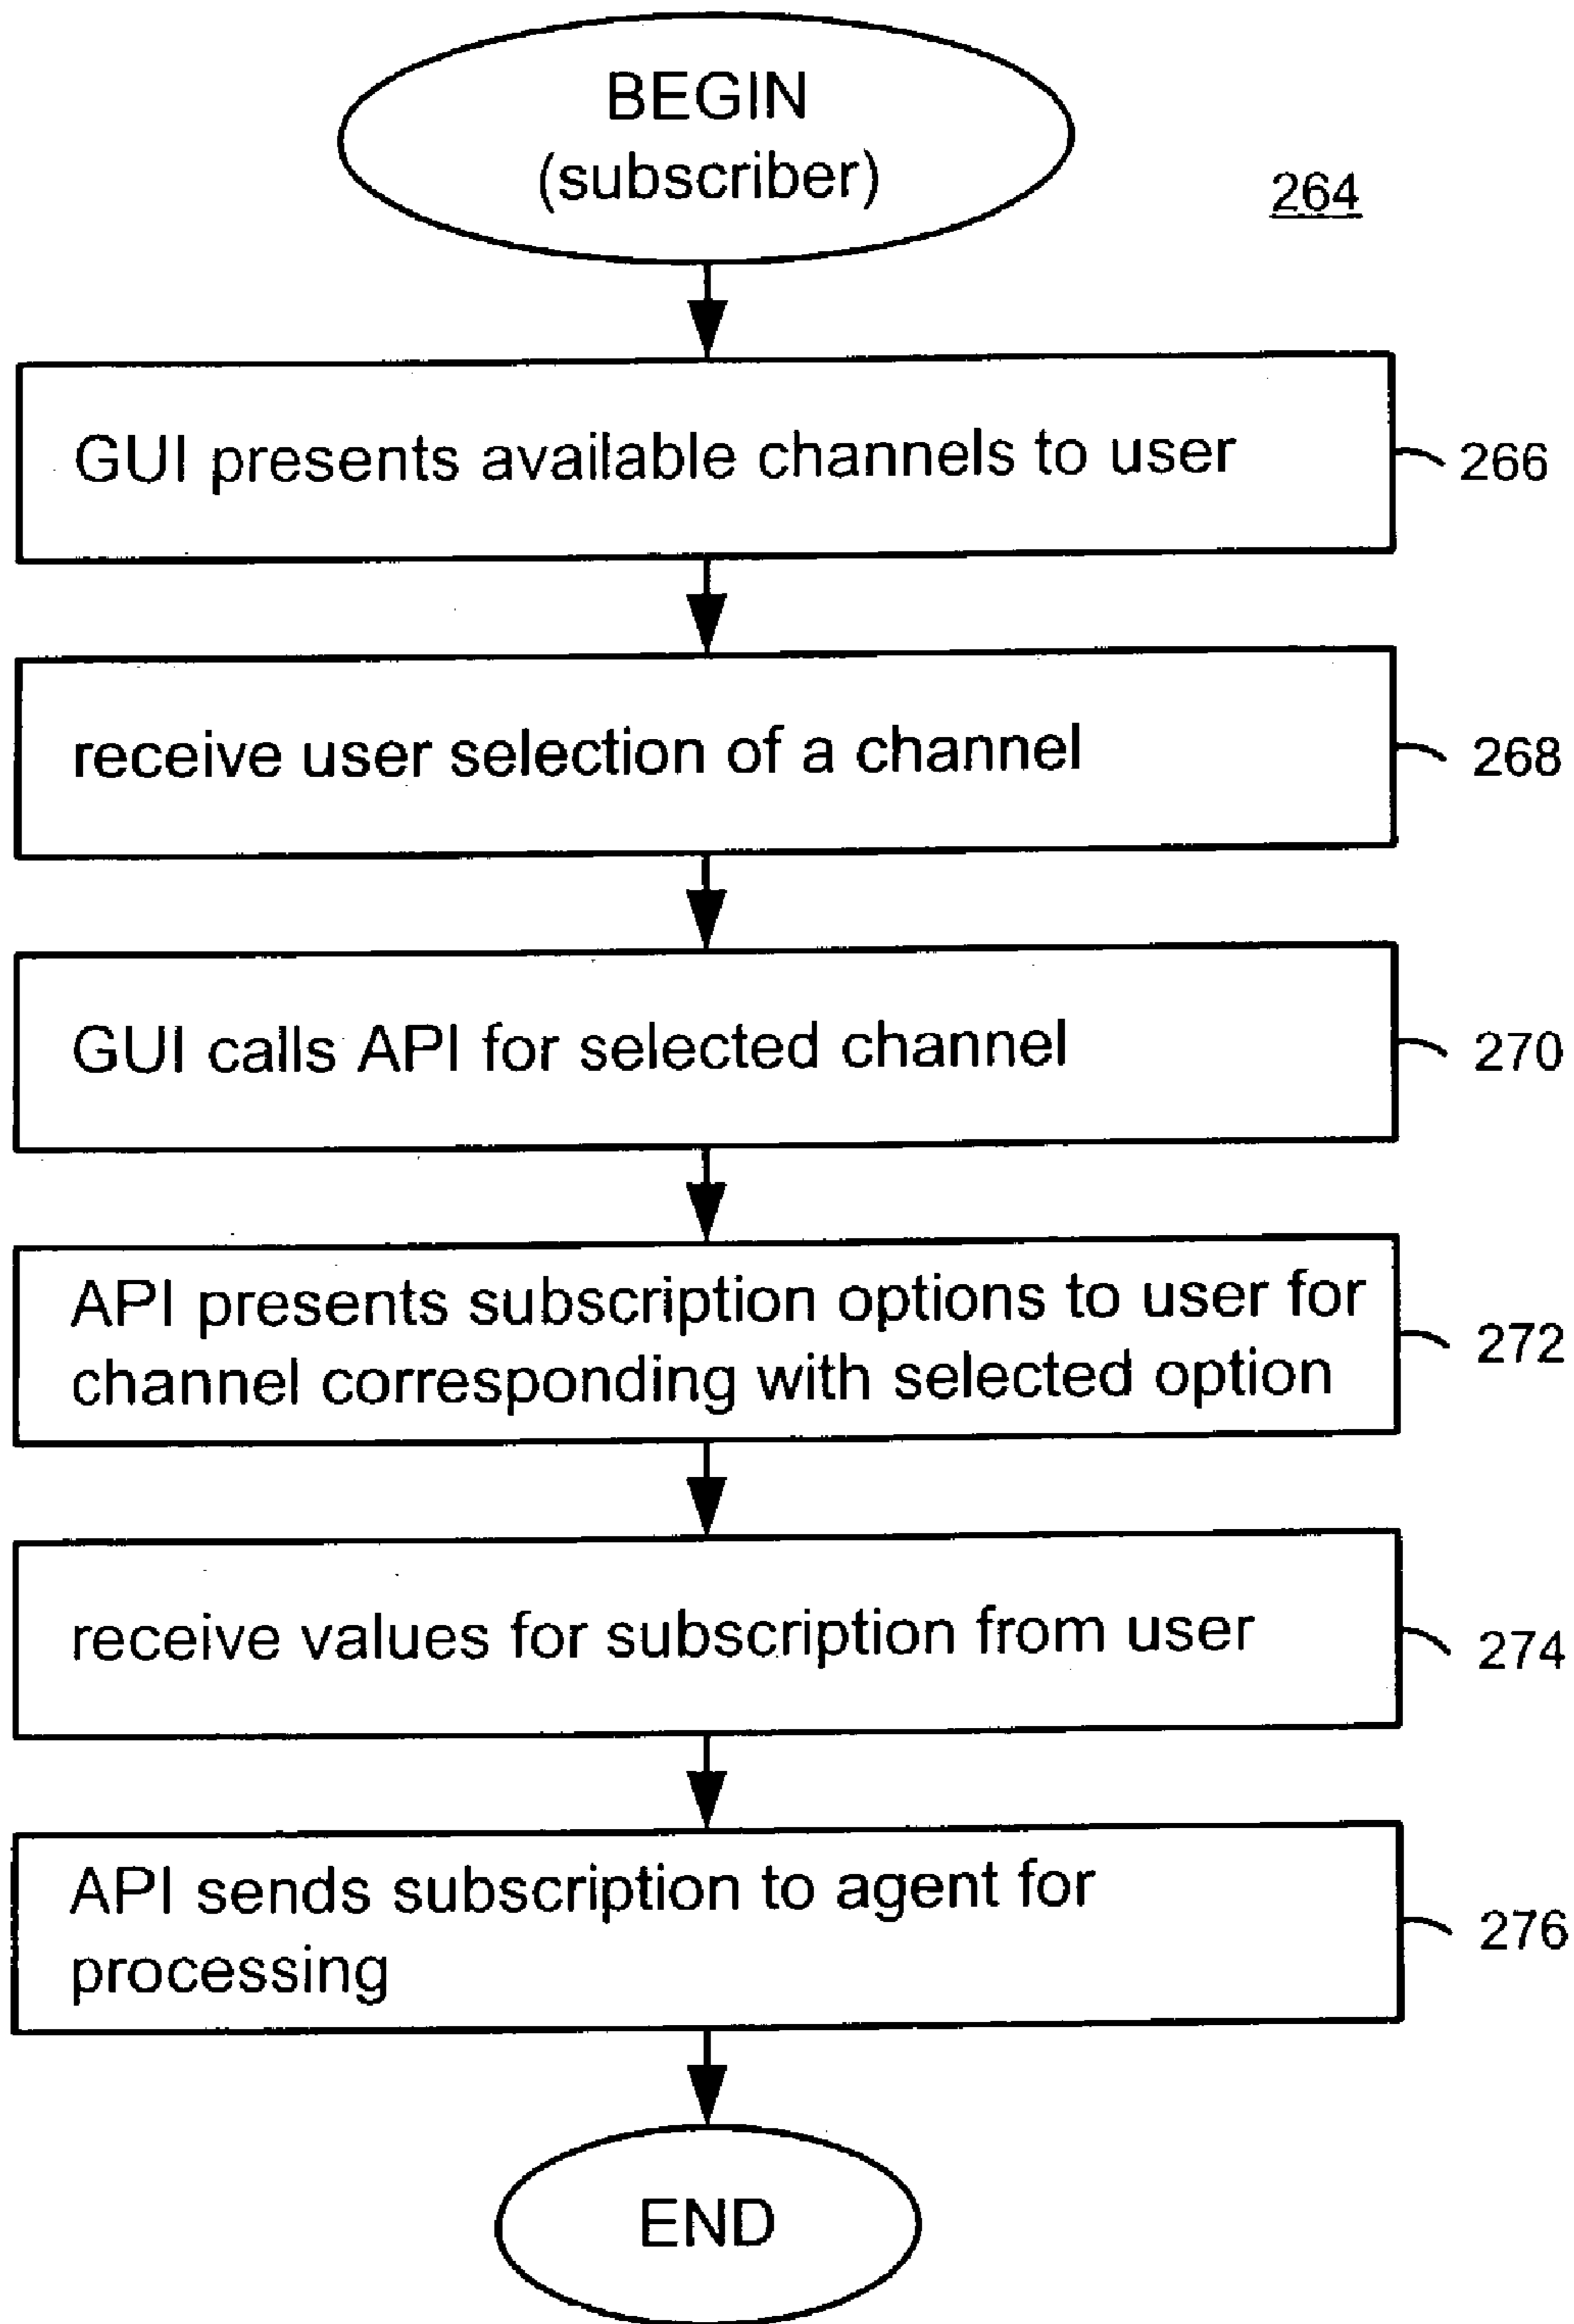 BEGIN
(subscriber)
264
GUI presents available channels to user
266
receive user selection of a channel
268
GUI calls API for selected channel
270
API presents subscription options to user for
channel corresponding with selected option
272
receive values for subscription from user
274
API sends subscription to agent for
processing
276
END